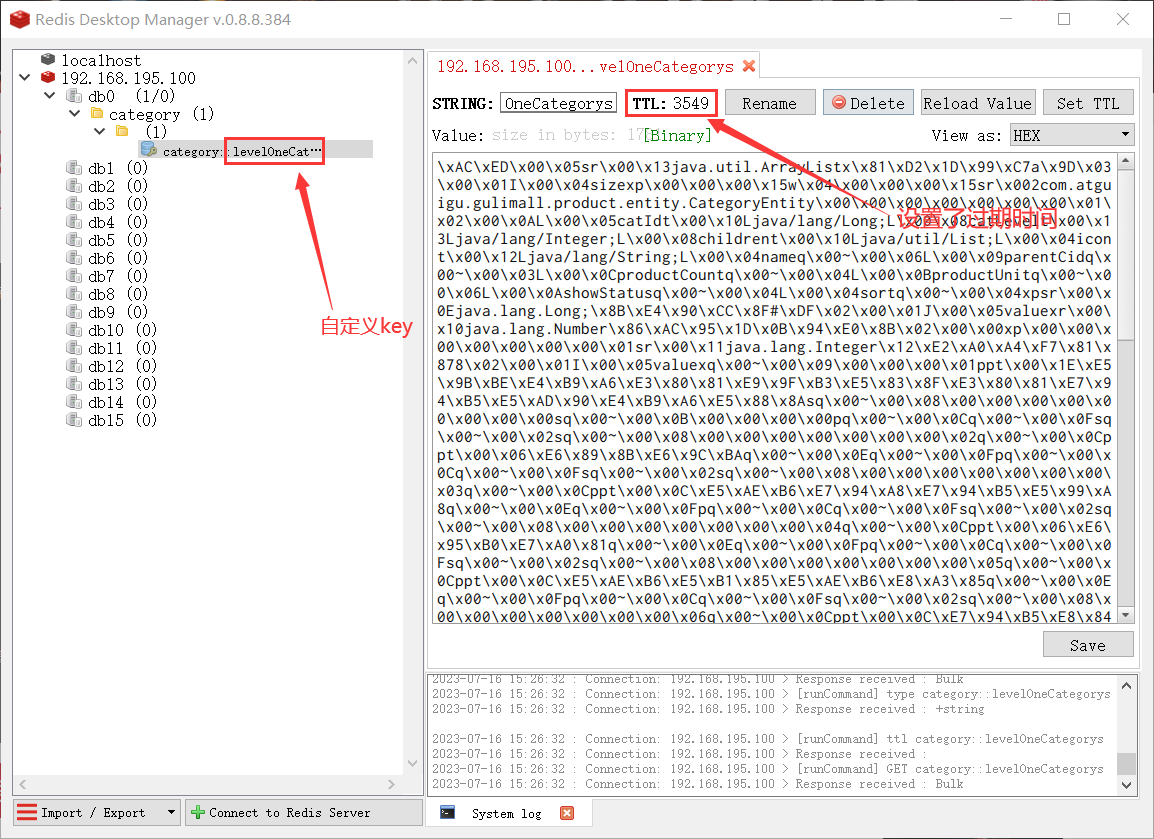 Redis Desktop Manager v.0.8.8.384
localhost
192.168.195.100
db0 (1/0)
category (1)
(1)
category::levelOneCat···
db1 (0)
db2 (0)
db3 (0)
db4 (0)
db5 (0)
db6 (0)
db7 (0)
db8 (0)
db9 (0)
db10 (0)
db11 (0)
db12 (0)
db13 (0)
db14 (0)
db15 (0)
自定义key
192.168.195.100...velOneCategorys
STRING: OneCategorys TTL: 3549 Rename Delete Reload Value Set TTL
Value: size in bytes: 17[Binary] View as: HEX
\xAC\xED\x00\x05sr\x00\x13java.util.ArrayListx\x81\xD2\x1D\x99\xC7a\x9D\x03
\x00\x01I\x00\x04sizexp\x00\x00\x00\x15w\x04\x00\x00\x00\x15sr\x002com.atgu
igu.gulimall.product.entity.CategoryEntity\x00\x00\x00\x00\x00\x00\x00\x01\
x02\x00\x0AL\x00\x05catIdt\x00\x10Ljava/lang/Long;L\x00\x08catLevelt\x00\x1
设置了过期时间
3Ljava/lang/Integer;L\x00\x08childrent\x00\x10Ljava/util/List;L\x00\x04icon
t\x00\x12Ljava/lang/String;L\x00\x04nameq\x00~\x00\x06L\x00\x09parentCidq\x
00~\x00\x03L\x00\x0CproductCountq\x00~\x00\x04L\x00\x0BproductUnitq\x00~\x0
0\x06L\x00\x0AshowStatusq\x00~\x00\x04L\x00\x04sortq\x00~\x00\x04xpsr\x00\x
0Ejava.lang.Long;\x8B\xE4\x90\xCC\x8F#\xDF\x02\x00\x01J\x00\x05valuexr\x00\
x10java.lang.Number\x86\xAC\x95\x1D\x0B\x94\xE0\x8B\x02\x00\x00xp\x00\x00\x
00\x00\x00\x00\x00\x01sr\x00\x11java.lang.Integer\x12\xE2\xA0\xA4\xF7\x81\x
878\x02\x00\x01I\x00\x05valuexq\x00~\x00\x09\x00\x00\x00\x01ppt\x00\x1E\xE5
\x9B\xBE\xE4\xB9\xA6\xE3\x80\x81\xE9\x9F\xB3\xE5\x83\x8F\xE3\x80\x81\xE7\x9
4\xB5\xE5\xAD\x90\xE4\xB9\xA6\xE5\x88\x8Asq\x00~\x00\x08\x00\x00\x00\x00\x0
0\x00\x00\x00sq\x00~\x00\x0B\x00\x00\x00\x00pq\x00~\x00\x0Cq\x00~\x00\x0Fsq
\x00~\x00\x02sq\x00~\x00\x08\x00\x00\x00\x00\x00\x00\x00\x02q\x00~\x00\x0Cp
pt\x00\x06\xE6\x89\x8B\xE6\x9C\xBAq\x00~\x00\x0Eq\x00~\x00\x0Fpq\x00~\x00\x
0Cq\x00~\x00\x0Fsq\x00~\x00\x02sq\x00~\x00\x08\x00\x00\x00\x00\x00\x00\x00\
x03q\x00~\x00\x0Cppt\x00\x0C\xE5\xAE\xB6\xE7\x94\xA8\xE7\x94\xB5\xE5\x99\xA
8q\x00~\x00\x0Eq\x00~\x00\x0Fpq\x00~\x00\x0Cq\x00~\x00\x0Fsq\x00~\x00\x02sq
\x00~\x00\x08\x00\x00\x00\x00\x00\x00\x00\x04q\x00~\x00\x0Cppt\x00\x06\xE6\
x95\xB0\xE7\xA0\x81q\x00~\x00\x0Eq\x00~\x00\x0Fpq\x00~\x00\x0Cq\x00~\x00\x0
Fsq\x00~\x00\x02sq\x00~\x00\x08\x00\x00\x00\x00\x00\x00\x00\x05q\x00~\x00\x
0Cppt\x00\x0C\xE5\xAE\xB6\xE5\xB1\x85\xE5\xAE\xB6\xE8\xA3\x85q\x00~\x00\x0E
q\x00~\x00\x0Fpq\x00~\x00\x0Cq\x00~\x00\x0Fsq\x00~\x00\x02sq\x00~\x00\x08\x
00\x00\x00\x00\x00\x00\x00\x06q\x00~\x00\x0Cppt\x00\x0C\xE7\x94\xB5\xE8\x84
Save
2023-07-16 15:26:32 : Connection: 192.168.195.100 > Response received : Bulk
2023-07-16 15:26:32 : Connection: 192.168.195.100 > [runCommand] type category::levelOneCategorys
2023-07-16 15:26:32 : Connection: 192.168.195.100 > Response received : +string
2023-07-16 15:26:32 : Connection: 192.168.195.100 > [runCommand] ttl category::levelOneCategorys
2023-07-16 15:26:32 : Connection: 192.168.195.100 > Response received :
2023-07-16 15:26:32 : Connection: 192.168.195.100 > [runCommand] GET category::levelOneCategorys
2023-07-16 15:26:32 : Connection: 192.168.195.100 > Response received : Bulk
Import / Export Connect to Redis Server System log